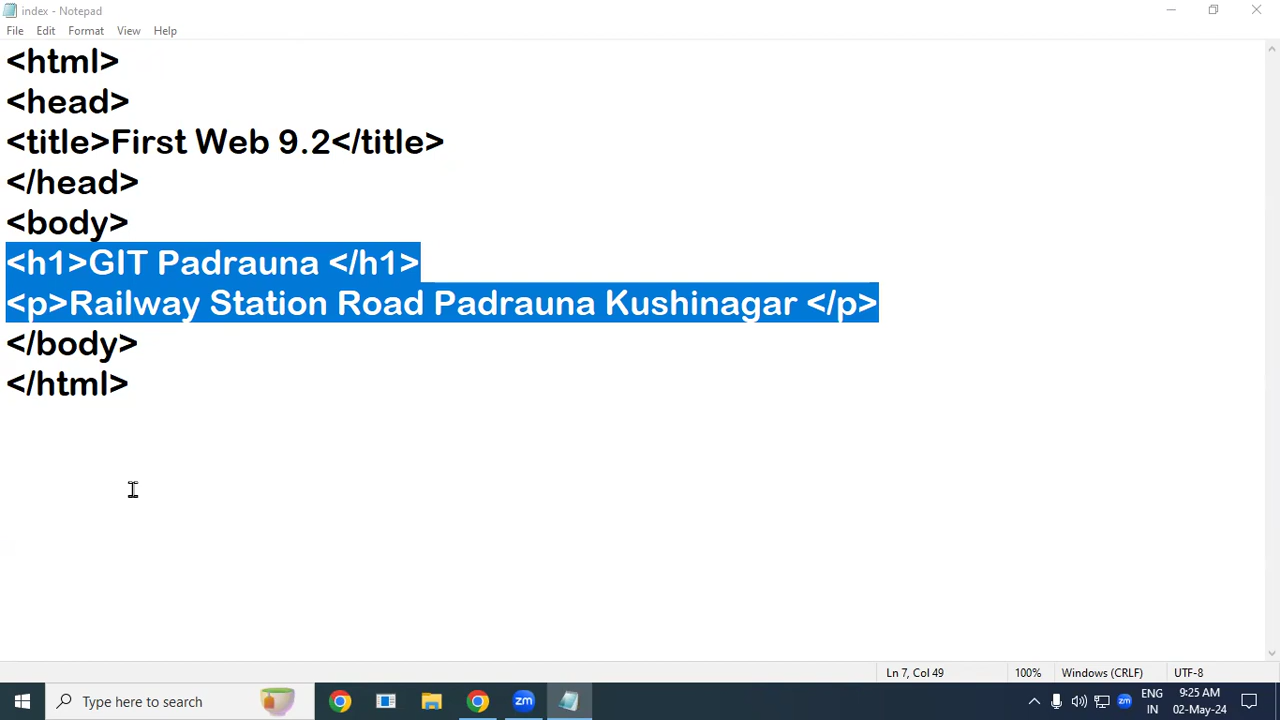 index - Notepad
File Edit Format View Help
<html>
<head>
<title>First Web 9.2</title>
</head>
<body>
<h1>GIT Padrauna </h1>
<p>Railway Station Road Padrauna Kushinagar </p>
</body>
</html>
Ln 7, Col 49 100% Windows (CRLF) UTF-8
Type here to search
zm
zm
ENG
IN
9:25 AM
02-May-24